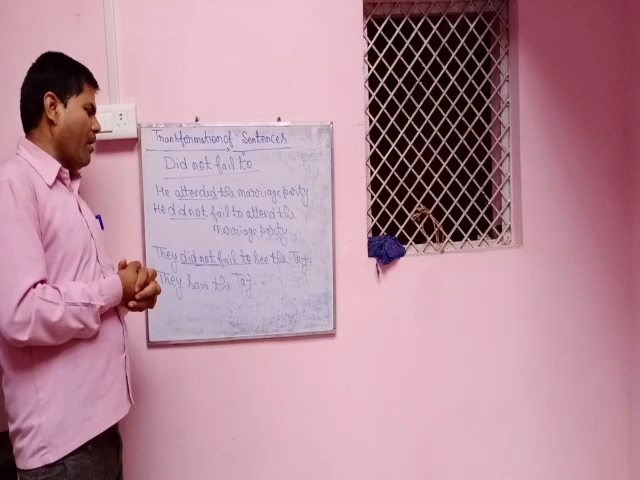 Transformation of Sentences
Did not fail to
He attended the marriage party
He did not fail to attend the
marriage party.
They did not fail to see the Taj.
They saw the Taj.